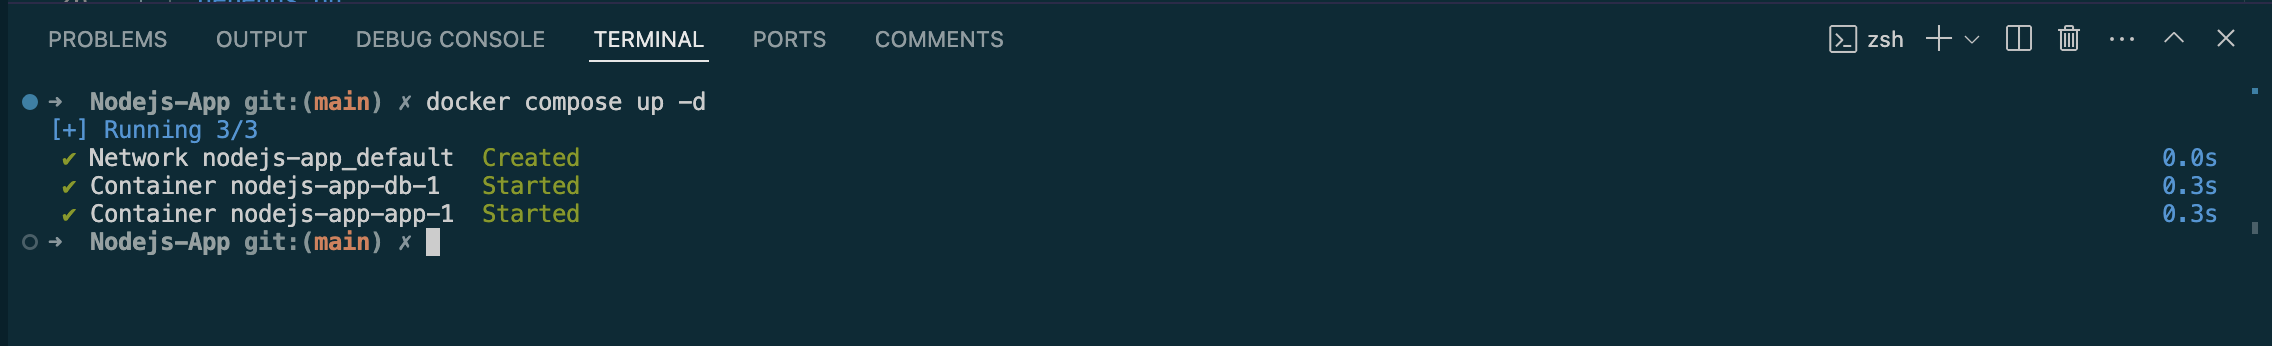 PROBLEMS OUTPUT DEBUG CONSOLE TERMINAL PORTS COMMENTS zsh
➜ Nodejs-App git:(main) ✗ docker compose up -d
[+] Running 3/3
✔ Network nodejs-app_default Created 0.0s
✔ Container nodejs-app-db-1 Started 0.3s
✔ Container nodejs-app-app-1 Started 0.3s
➜ Nodejs-App git:(main) ✗